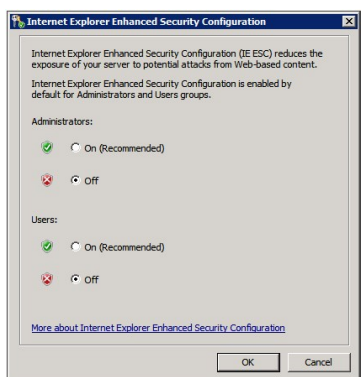 Internet Explorer Enhanced Security Configuration
Internet Explorer Enhanced Security Configuration (IE ESC) reduces the
exposure of your server to potential attacks from Web-based content.
Internet Explorer Enhanced Security Configuration is enabled by
default for Administrators and Users groups.
Administrators:
On (Recommended)
Off
Users:
On (Recommended)
Off
More about Internet Explorer Enhanced Security Configuration
OK
Cancel